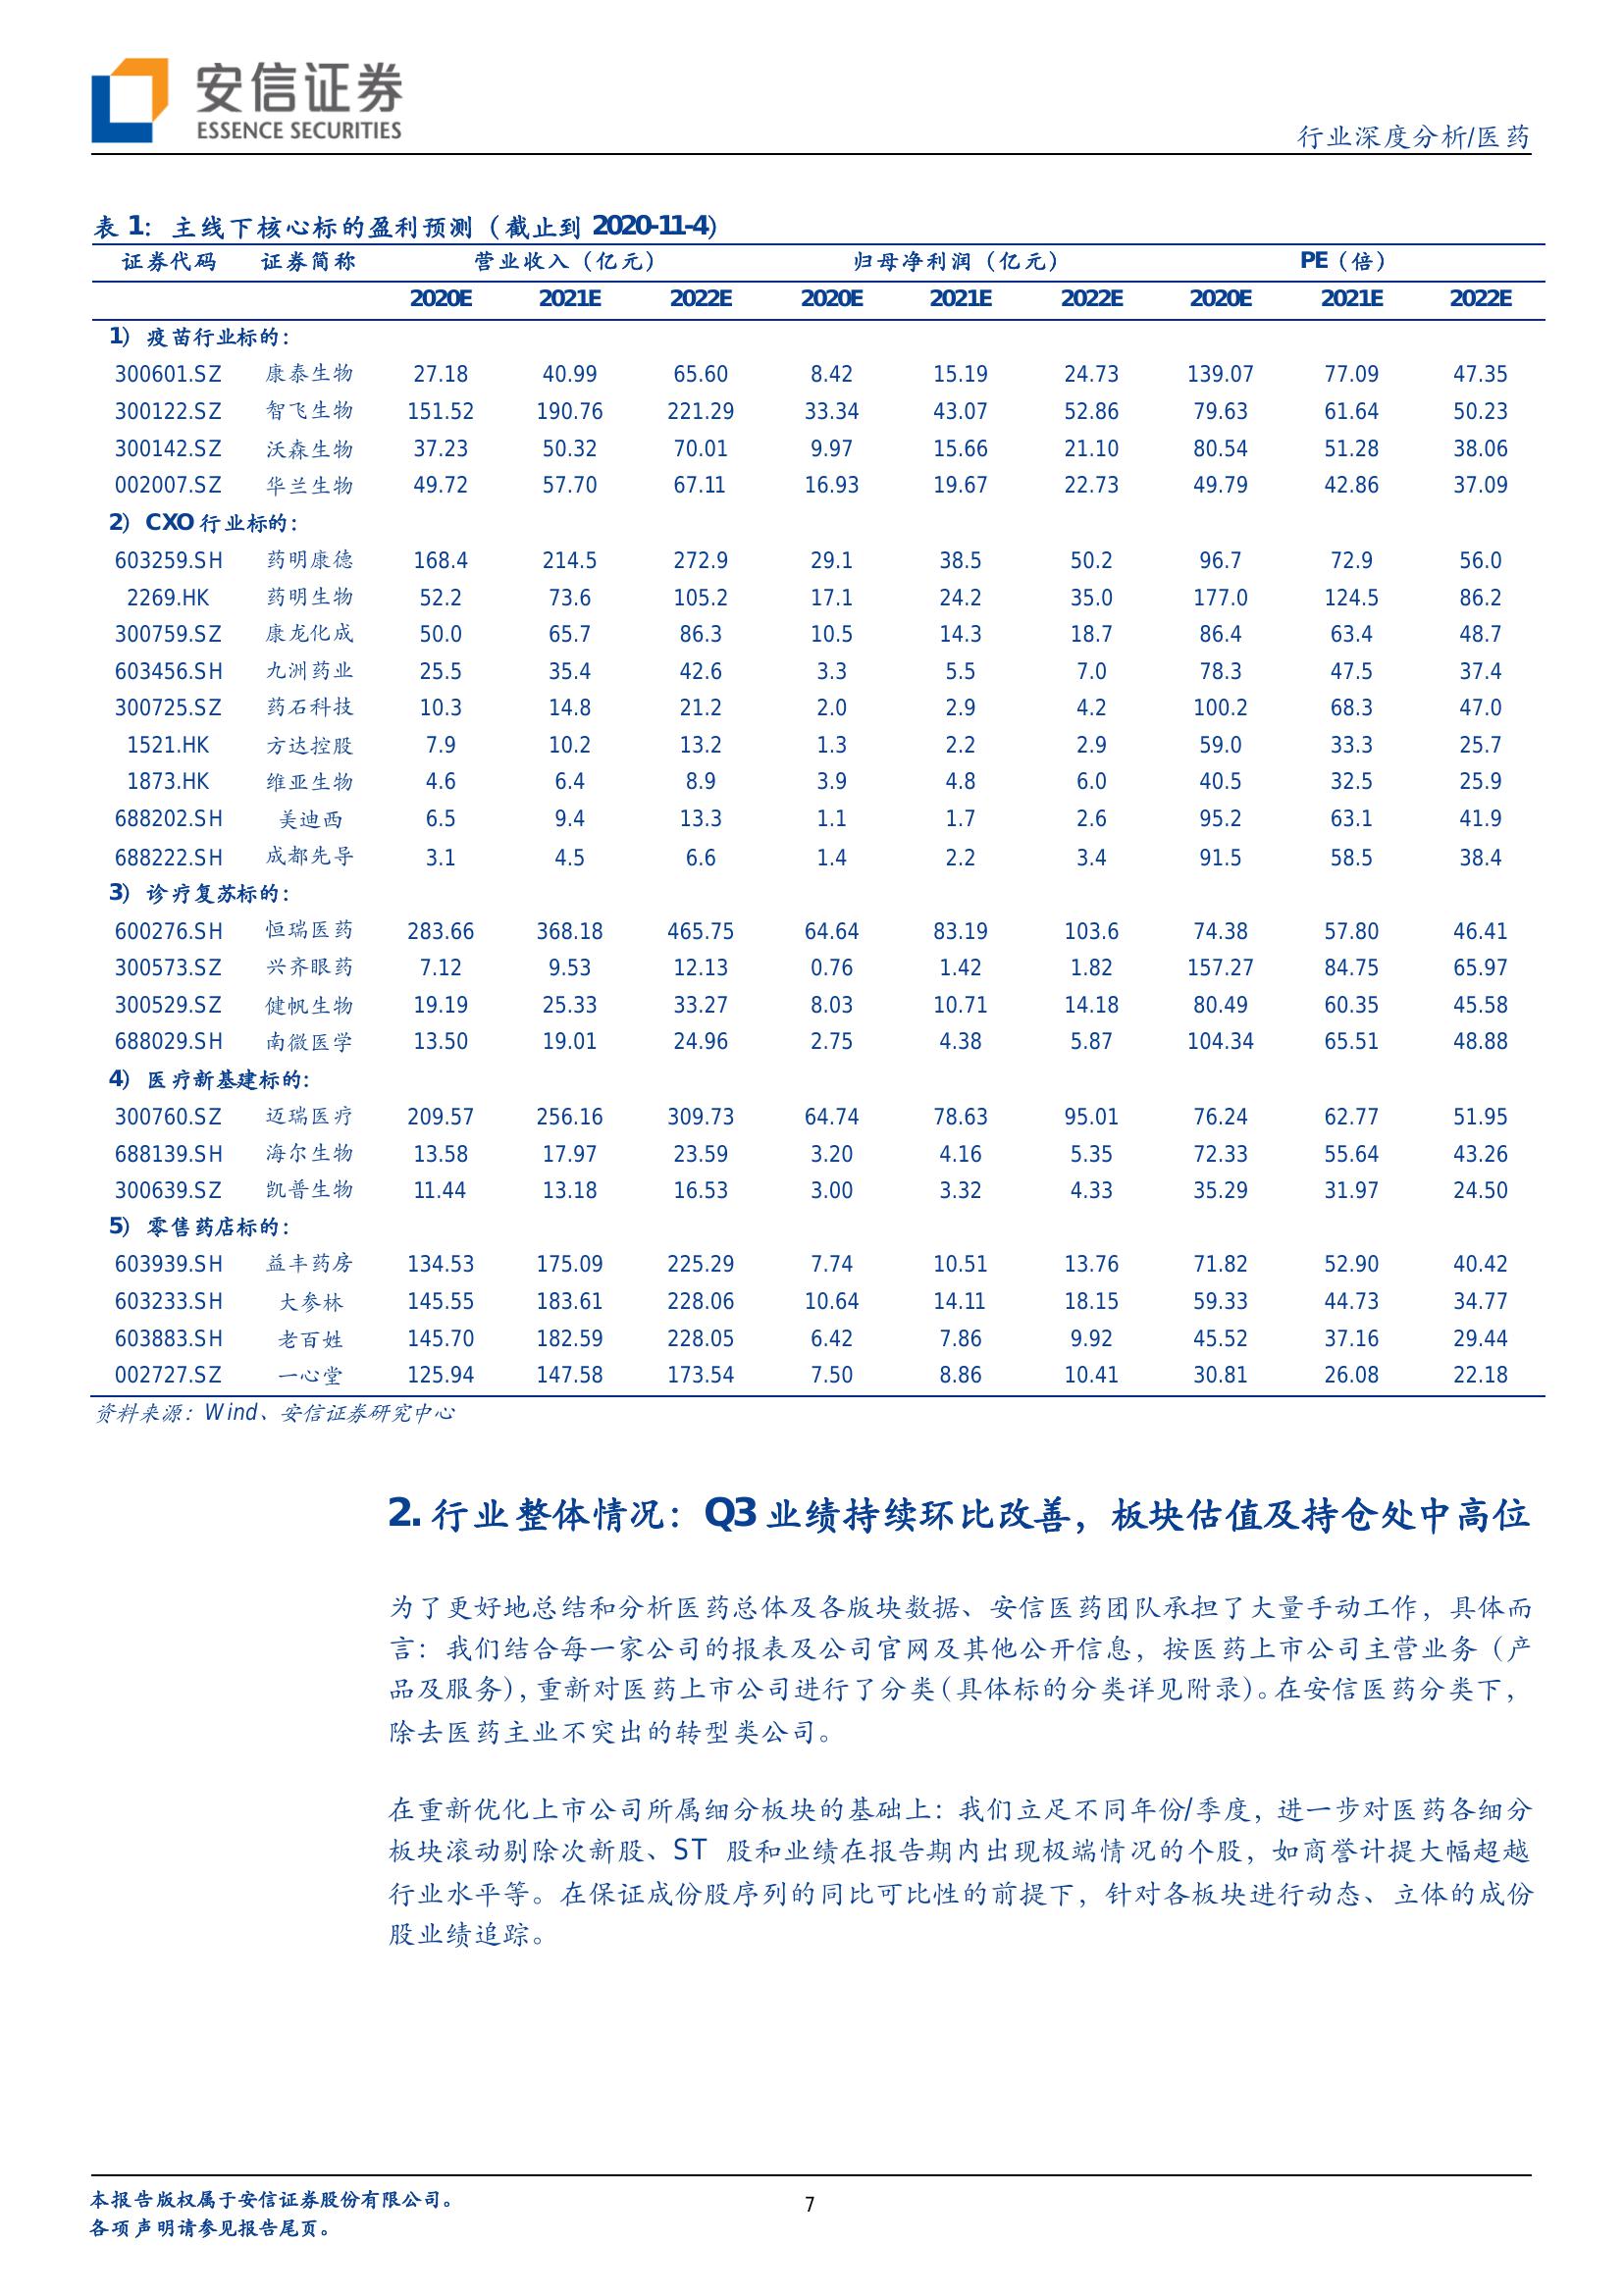 安信证券
ESSENCE SECURITIES
行业深度分析/医药
表 1：主线下核心标的盈利预测（截止到 2020-11-4）
证券代码 证券简称 营业收入（亿元） 归母净利润（亿元） PE（倍）
2020E 2021E 2022E 2020E 2021E 2022E 2020E 2021E 2022E
1）疫苗行业标的：
300601.SZ 康泰生物 27.18 40.99 65.60 8.42 15.19 24.73 139.07 77.09 47.35
300122.SZ 智飞生物 151.52 190.76 221.29 33.34 43.07 52.86 79.63 61.64 50.23
300142.SZ 沃森生物 37.23 50.32 70.01 9.97 15.66 21.10 80.54 51.28 38.06
002007.SZ 华兰生物 49.72 57.70 67.11 16.93 19.67 22.73 49.79 42.86 37.09
2）CXO 行业标的：
603259.SH 药明康德 168.4 214.5 272.9 29.1 38.5 50.2 96.7 72.9 56.0
2269.HK 药明生物 52.2 73.6 105.2 17.1 24.2 35.0 177.0 124.5 86.2
300759.SZ 康龙化成 50.0 65.7 86.3 10.5 14.3 18.7 86.4 63.4 48.7
603456.SH 九洲药业 25.5 35.4 42.6 3.3 5.5 7.0 78.3 47.5 37.4
300725.SZ 药石科技 10.3 14.8 21.2 2.0 2.9 4.2 100.2 68.3 47.0
1521.HK 方达控股 7.9 10.2 13.2 1.3 2.2 2.9 59.0 33.3 25.7
1873.HK 维亚生物 4.6 6.4 8.9 3.9 4.8 6.0 40.5 32.5 25.9
688202.SH 美迪西 6.5 9.4 13.3 1.1 1.7 2.6 95.2 63.1 41.9
688222.SH 成都先导 3.1 4.5 6.6 1.4 2.2 3.4 91.5 58.5 38.4
3）诊疗复苏标的：
600276.SH 恒瑞医药 283.66 368.18 465.75 64.64 83.19 103.6 74.38 57.80 46.41
300573.SZ 兴齐眼药 7.12 9.53 12.13 0.76 1.42 1.82 157.27 84.75 65.97
300529.SZ 健帆生物 19.19 25.33 33.27 8.03 10.71 14.18 80.49 60.35 45.58
688029.SH 南微医学 13.50 19.01 24.96 2.75 4.38 5.87 104.34 65.51 48.88
4）医疗新基建标的：
300760.SZ 迈瑞医疗 209.57 256.16 309.73 64.74 78.63 95.01 76.24 62.77 51.95
688139.SH 海尔生物 13.58 17.97 23.59 3.20 4.16 5.35 72.33 55.64 43.26
300639.SZ 凯普生物 11.44 13.18 16.53 3.00 3.32 4.33 35.29 31.97 24.50
5）零售药店标的：
603939.SH 益丰药房 134.53 175.09 225.29 7.74 10.51 13.76 71.82 52.90 40.42
603233.SH 大参林 145.55 183.61 228.06 10.64 14.11 18.15 59.33 44.73 34.77
603883.SH 老百姓 145.70 182.59 228.05 6.42 7.86 9.92 45.52 37.16 29.44
002727.SZ 一心堂 125.94 147.58 173.54 7.50 8.86 10.41 30.81 26.08 22.18
资料来源：Wind、安信证券研究中心
2. 行业整体情况：Q3 业绩持续环比改善，板块估值及持仓处中高位
为了更好地总结和分析医药总体及各版块数据、安信医药团队承担了大量手动工作，具体而
言：我们结合每一家公司的报表及公司官网及其他公开信息，按医药上市公司主营业务（产
品及服务），重新对医药上市公司进行了分类（具体标的分类详见附录）。在安信医药分类下，
除去医药主业不突出的转型类公司。
在重新优化上市公司所属细分板块的基础上：我们立足不同年份/季度，进一步对医药各细分
板块滚动剔除次新股、ST 股和业绩在报告期内出现极端情况的个股，如商誉计提大幅超越
行业水平等。在保证成份股序列的同比可比性的前提下，针对各板块进行动态、立体的成份
股业绩追踪。
本报告版权属于安信证券股份有限公司。
7
各项声明请参见报告尾页。